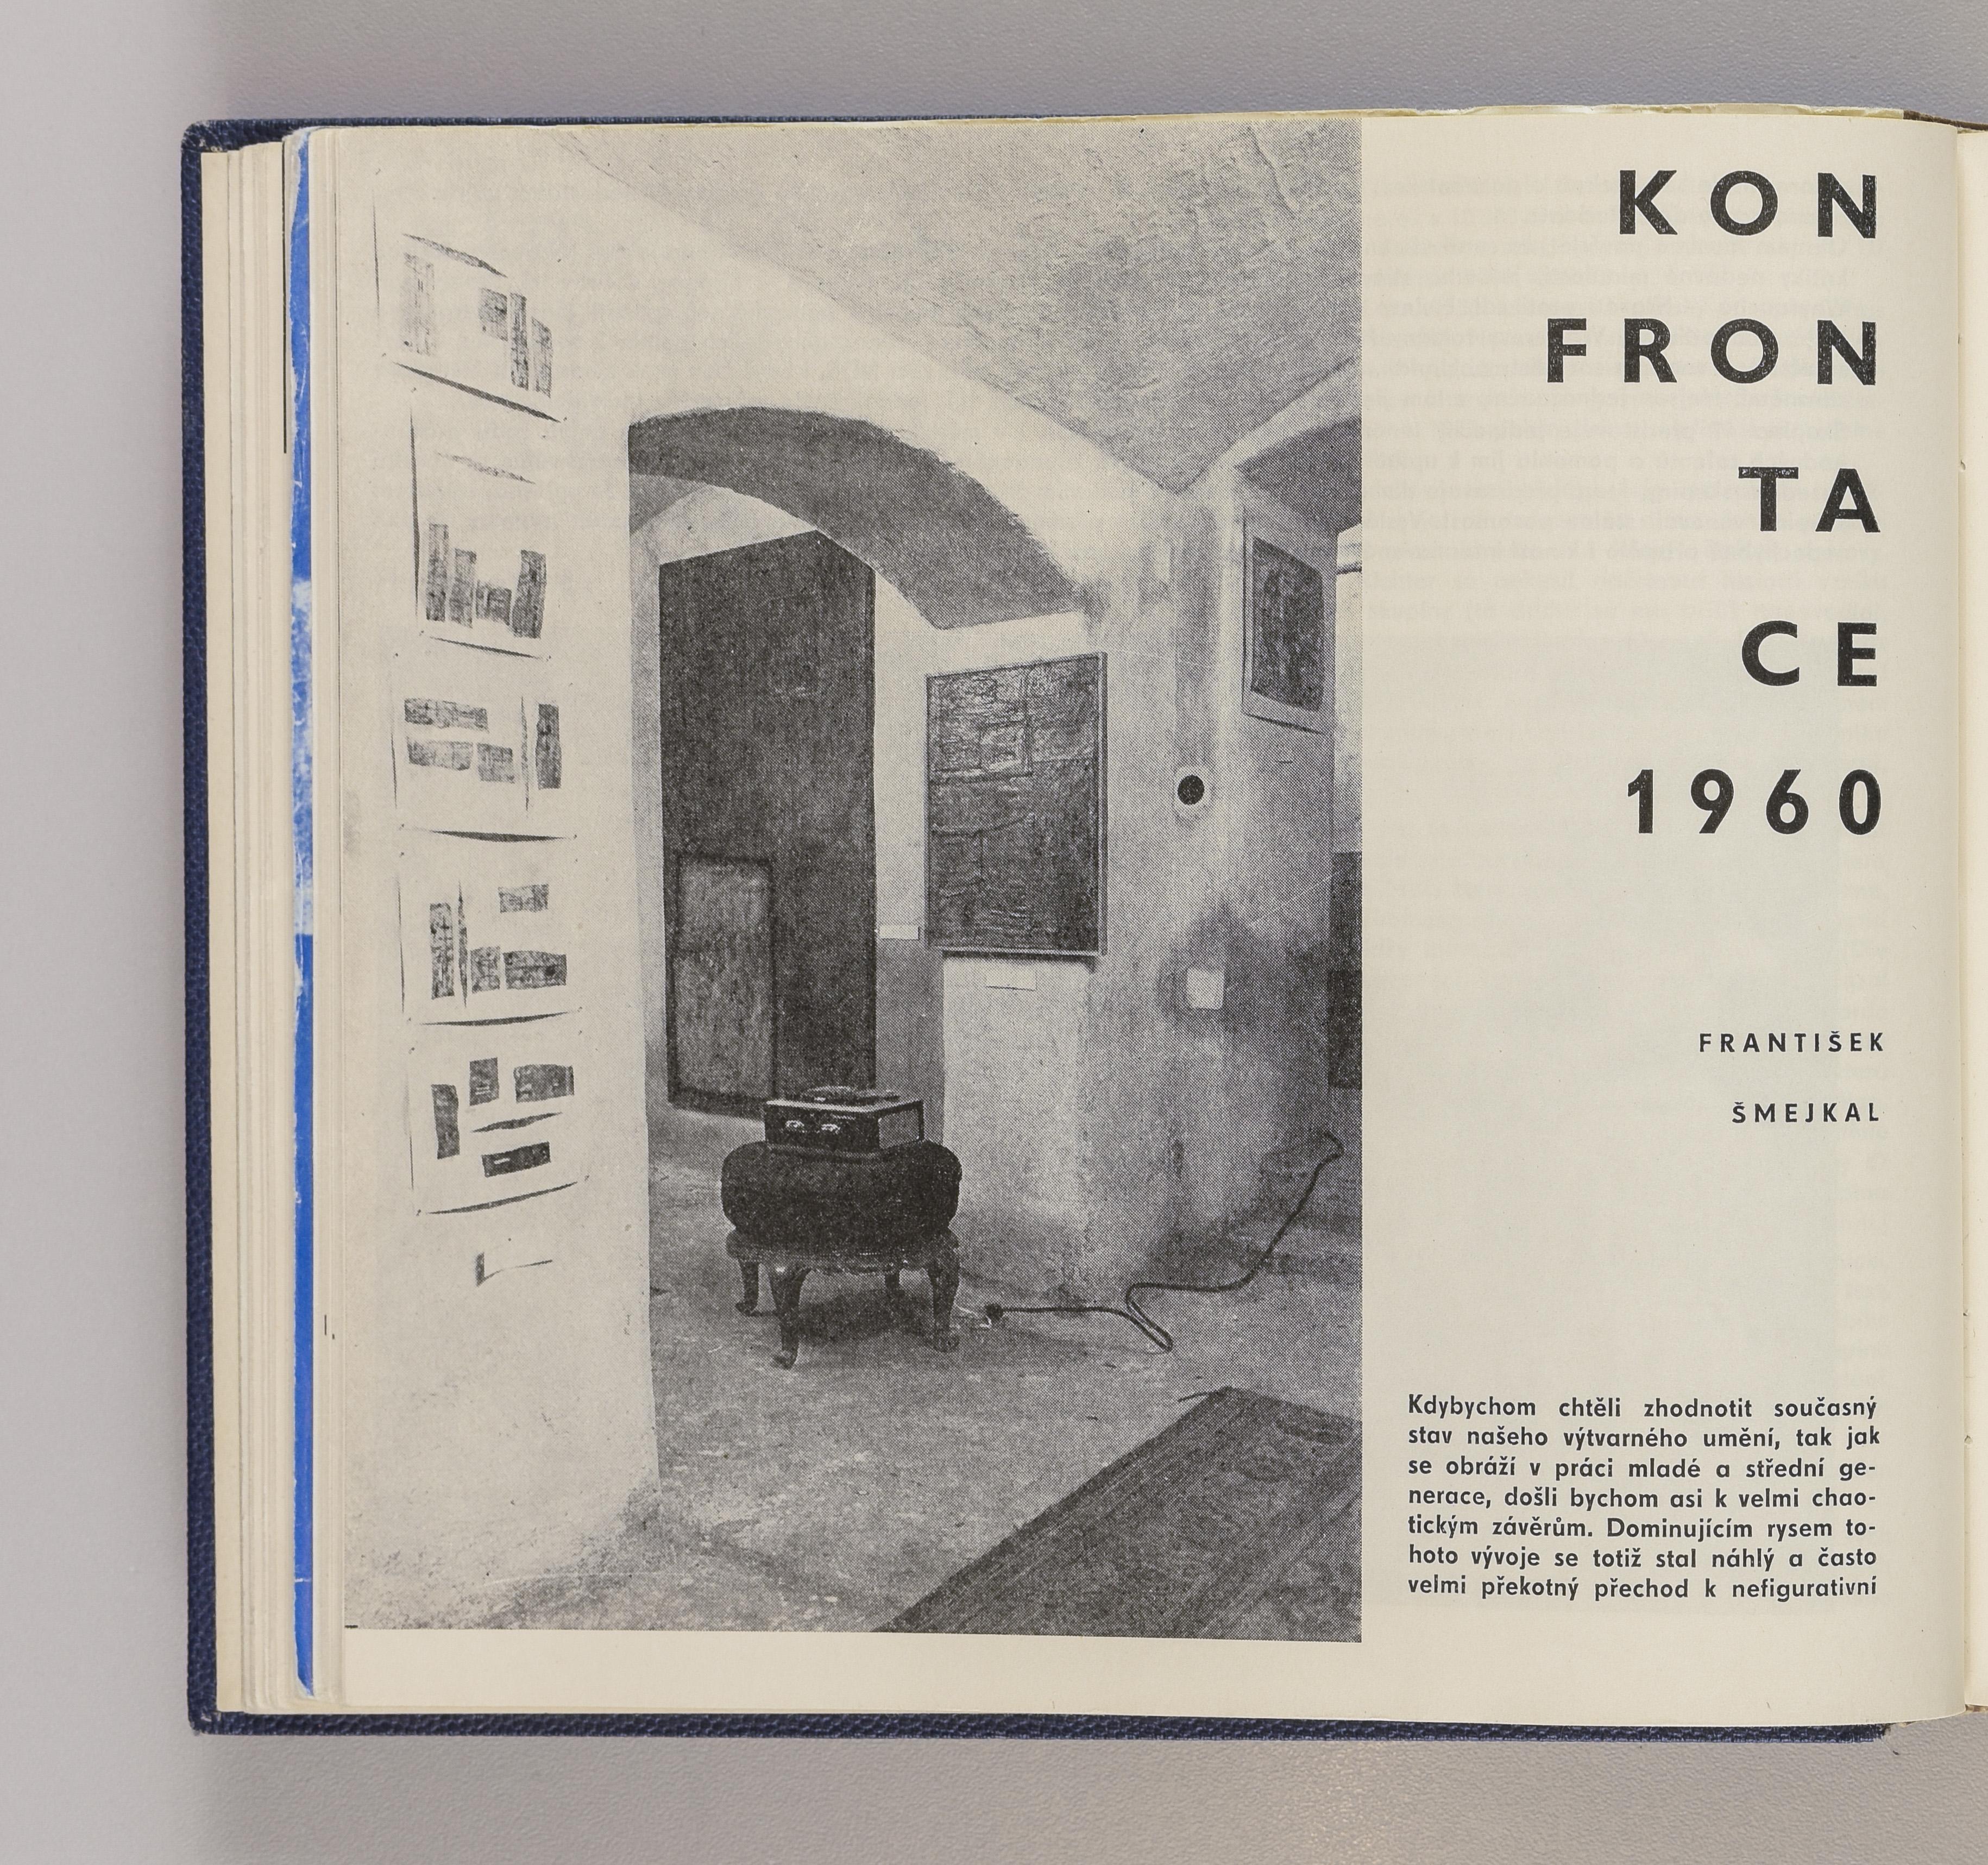 KON
FRON
TA
CE
1960
FRANTIŠEK
ŠMEJKAL
Kdybychom chtěli zhodnotit současný
stav našeho výtvarného umění, tak jak
se obráží v práci mladé a střední ge-
nerace, došli bychom asi k velmi chao-
tickým závěrům. Dominujícím rysem to-
hoto vývoje se totiž stal náhlý a často
velmi překotný přechod k nefigurativní